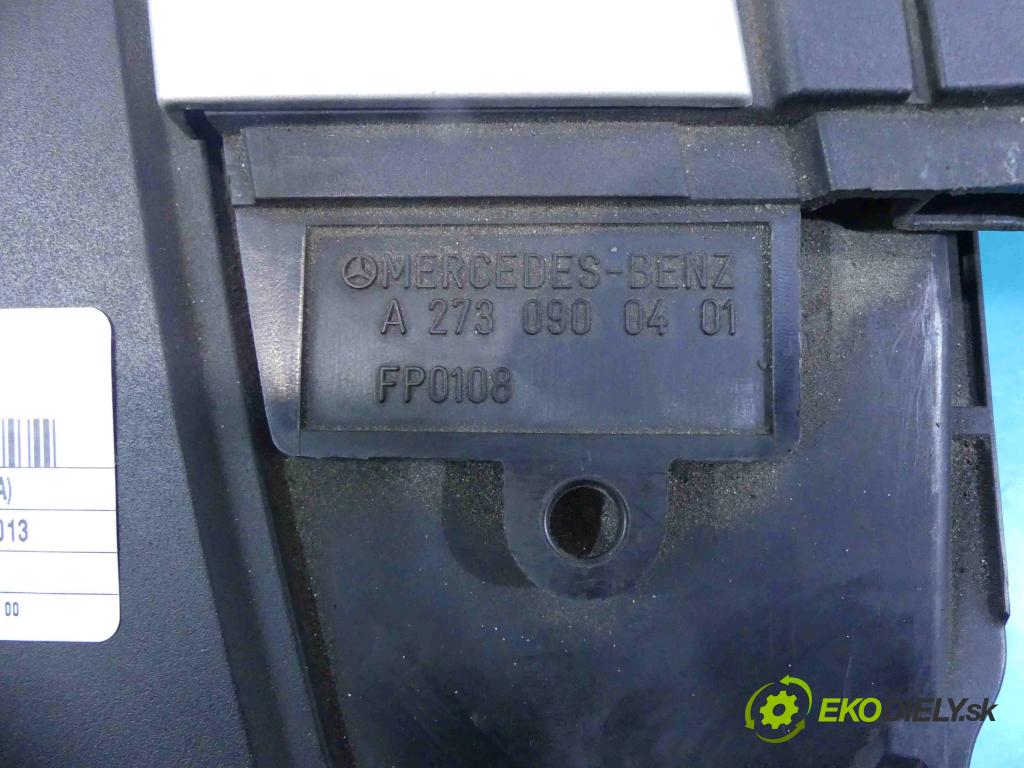 MERCEDES-BENZ
A 273 090 04 01
FP0108
A)
013
00
EKODIELY.sk